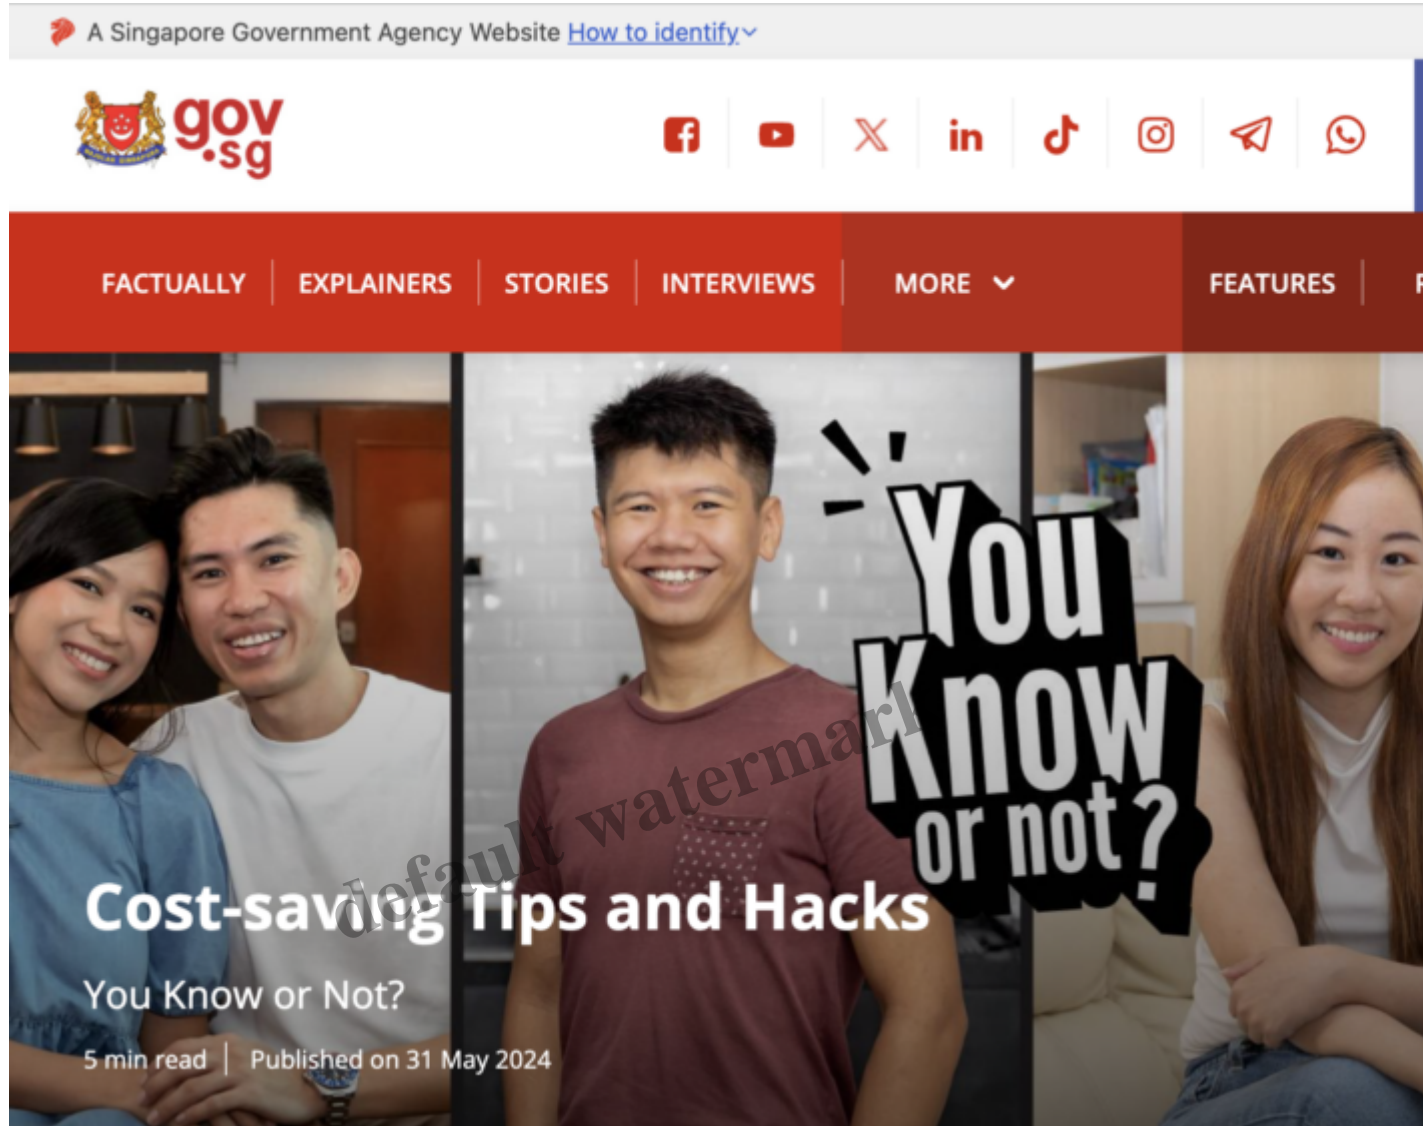 A Singapore Government Agency Website How to identify
gov
.sg
FACTUALLY
EXPLAINERS
STORIES
INTERVIEWS
MORE
FEATURES
You
Know
or not?
default watermark
Cost-saving Tips and Hacks
You Know or Not?
5 min read | Published on 31 May 2024